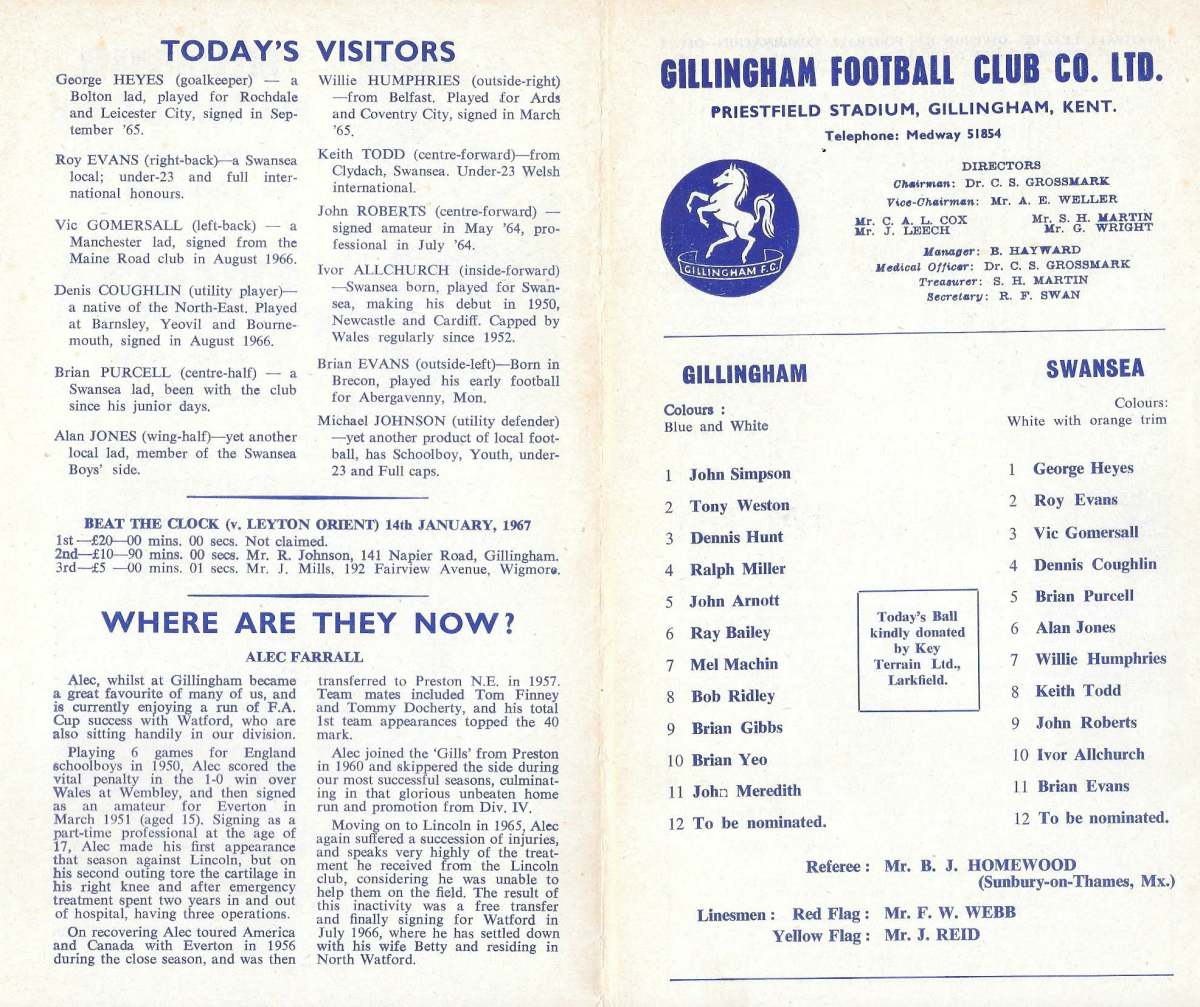 TODAY'S VISITORS
George HEYES (goalkeeper) — a
Bolton lad, played for Rochdale
and Leicester City, signed in Sep-
tember '65.
Roy EVANS (right-back)—a Swansea
local; under-23 and full inter-
national honours.
Vic GOMERSALL (left-back) — a
Manchester lad, signed from the
Maine Road club in August 1966.
Denis COUGHLIN (utility player)—
a native of the North-East. Played
at Barnsley, Yeovil and Bourne-
mouth, signed in August 1966.
Brian PURCELL (centre-half) — a
Swansea lad, been with the club
since his junior days.
Alan JONES (wing-half)—yet another
local lad, member of the Swansea
Boys' side.
Willie HUMPHRIES (outside-right)
—from Belfast. Played for Ards
and Coventry City, signed in March
'65.
Keith TODD (centre-forward)—from
Clydach, Swansea. Under-23 Welsh
international.
John ROBERTS (centre-forward) —
signed amateur in May '64, pro-
fessional in July '64.
Ivor ALLCHURCH (inside-forward)
—Swansea born, played for Swan-
sea, making his debut in 1950,
Newcastle and Cardiff. Capped by
Wales regularly since 1952.
Brian EVANS (outside-left)—Born in
Brecon, played his early football
for Abergavenny, Mon.
Michael JOHNSON (utility defender)
—yet another product of local foot-
ball, has Schoolboy, Youth, under-
23 and Full caps.
BEAT THE CLOCK (v. LEYTON ORIENT) 14th JANUARY, 1967
1st—£20—00 mins. 00 secs. Not claimed.
2nd—£10—90 mins. 00 secs. Mr. R. Johnson, 141 Napier Road, Gillingham.
3rd—£5 —00 mins. 01 secs. Mr. J. Mills, 192 Fairview Avenue, Wigmore.
WHERE ARE THEY NOW?
ALEC FARRALL
Alec, whilst at Gillingham became
a great favourite of many of us, and
is currently enjoying a run of F.A.
Cup success with Watford, who are
also sitting handily in our division.
Playing 6 games for England
schoolboys in 1950, Alec scored the
vital penalty in the 1-0 win over
Wales at Wembley, and then signed
as an amateur for Everton in
March 1951 (aged 15). Signing as a
part-time professional at the age of
17, Alec made his first appearance
that season against Lincoln, but on
his second outing tore the cartilage in
his right knee and after emergency
treatment spent two years in and out
of hospital, having three operations.
On recovering Alec toured America
and Canada with Everton in 1956
during the close season, and was then
transferred to Preston N.E. in 1957.
Team mates included Tom Finney
and Tommy Docherty, and his total
1st team appearances topped the 40
mark.
Alec joined the 'Gills' from Preston
in 1960 and skippered the side during
our most successful seasons, culminat-
ing in that glorious unbeaten home
run and promotion from Div. IV.
Moving on to Lincoln in 1965, Alec
again suffered a succession of injuries,
and speaks very highly of the treat-
ment he received from the Lincoln
club, considering he was unable to
help them on the field. The result of
this inactivity was a free transfer
and finally signing for Watford in
July 1966, where he has settled down
with his wife Betty and residing in
North Watford.
GILLINGHAM FOOTBALL CLUB CO. LTD.
PRIESTFIELD STADIUM, GILLINGHAM, KENT.
Telephone: Medway 51854
GILLINGHAM F.C.
DIRECTORS
Chairman: Dr. C. S. GROSSMARK
Vice-Chairman: Mr. A. E. WELLER
Mr. C. A. L. COX Mr. S. H. MARTIN
Mr. J. LEECH Mr. G. WRIGHT
Manager: B. HAYWARD
Medical Officer: Dr. C. S. GROSSMARK
Treasurer: S. H. MARTIN
Secretary: R. F. SWAN
GILLINGHAM
Colours :
Blue and White
1 John Simpson
2 Tony Weston
3 Dennis Hunt
4 Ralph Miller
5 John Arnott
6 Ray Bailey
7 Mel Machin
8 Bob Ridley
9 Brian Gibbs
10 Brian Yeo
11 John Meredith
12 To be nominated.
Today's Ball
kindly donated
by Key
Terrain Ltd.,
Larkfield.
SWANSEA
Colours:
White with orange trim
1 George Heyes
2 Roy Evans
3 Vic Gomersall
4 Dennis Coughlin
5 Brian Purcell
6 Alan Jones
7 Willie Humphries
8 Keith Todd
9 John Roberts
10 Ivor Allchurch
11 Brian Evans
12 To be nominated.
Referee : Mr. B. J. HOMEWOOD
(Sunbury-on-Thames, Mx.)
Linesmen : Red Flag : Mr. F. W. WEBB
Yellow Flag : Mr. J. REID